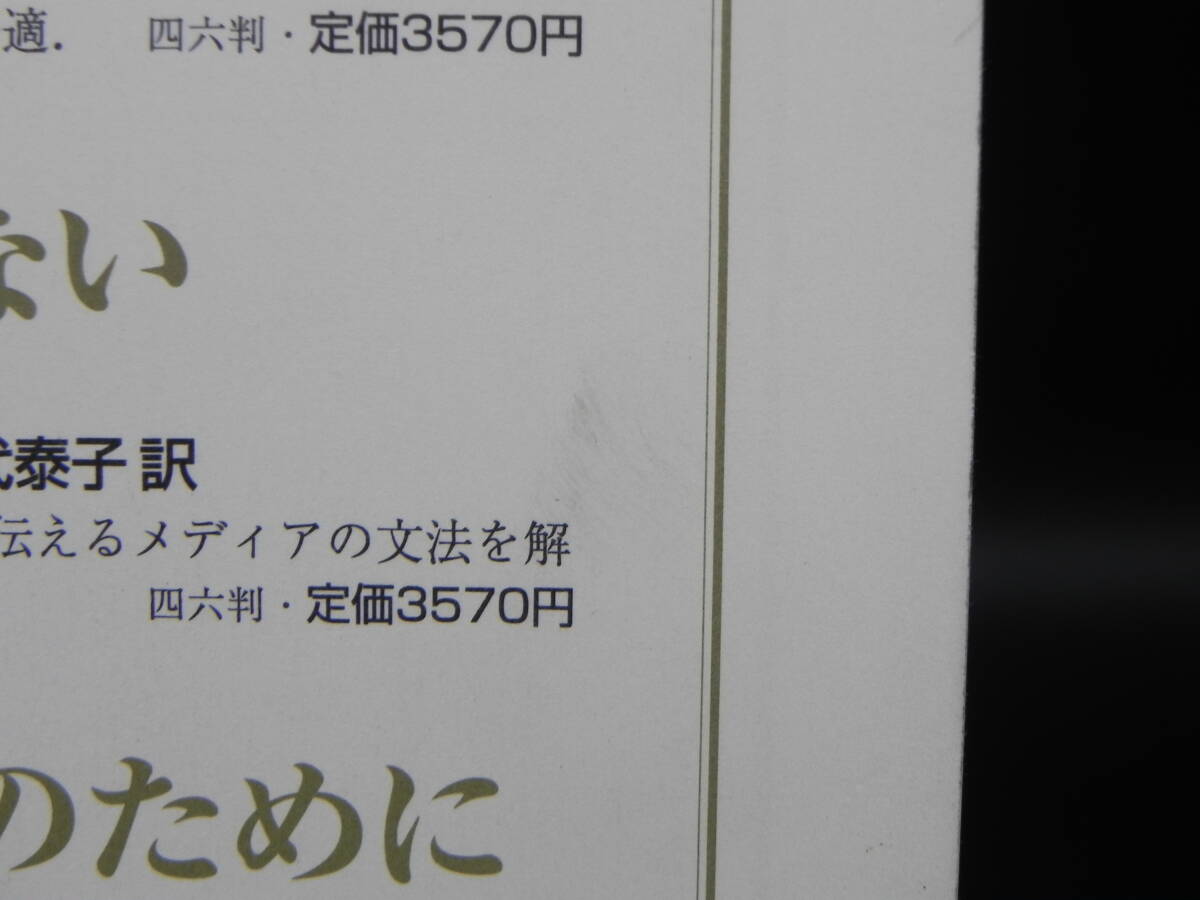 適. 四六判・定価3570円
ない
代泰子 訳
伝えるメディアの文法を解
四六判・定価3570円
のために